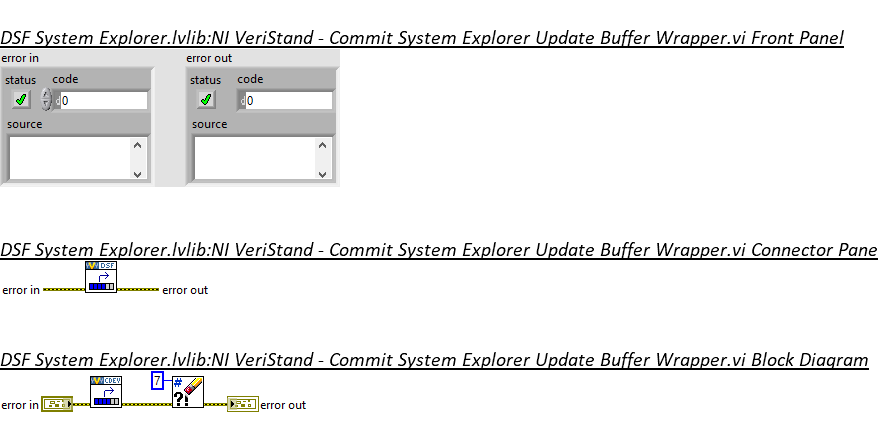 DSF System Explorer.lvlib:NI VeriStand - Commit System Explorer Update Buffer Wrapper.vi Front Panel
error in error out
status code status code
d 0 d 0
source source
DSF System Explorer.lvlib:NI VeriStand - Commit System Explorer Update Buffer Wrapper.vi Connector Pane
DSF
error in error out
DSF System Explorer.lvlib:NI VeriStand - Commit System Explorer Update Buffer Wrapper.vi Block Diagram
CDEV 7 #
?!
error in error out